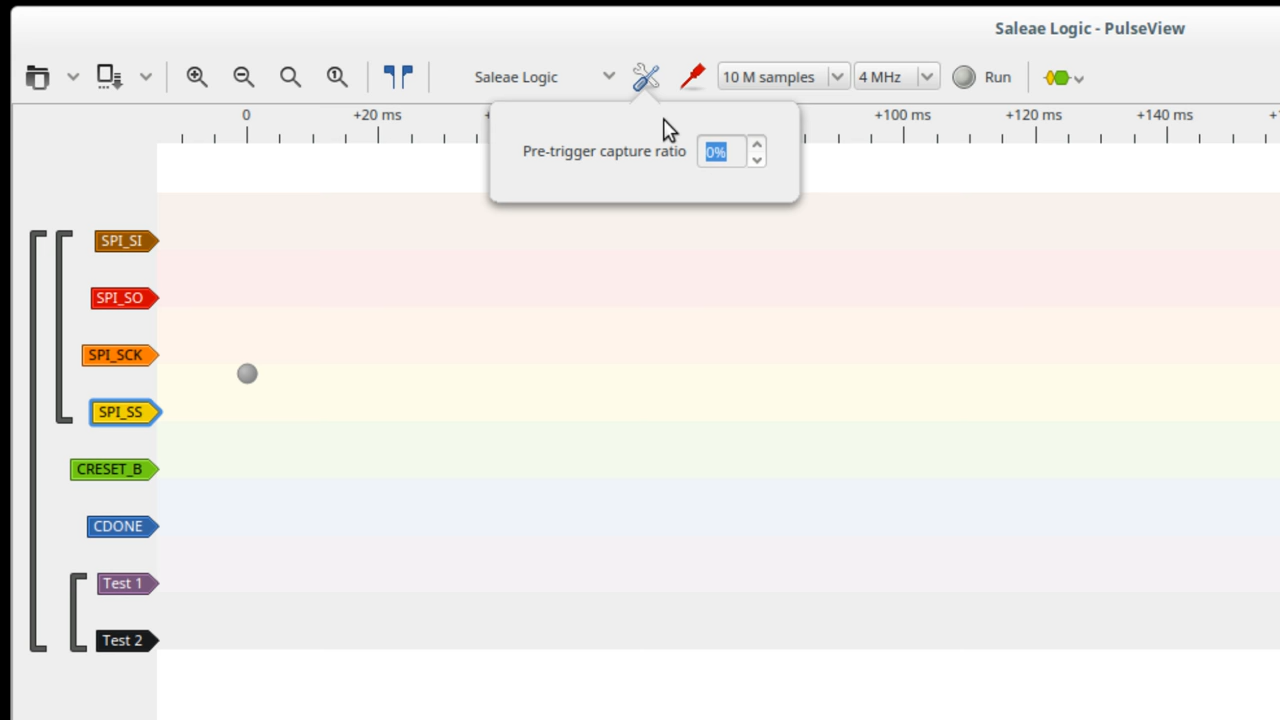 Saleae Logic - PulseView
Saleae Logic
10 M samples
4 MHz
Run
0
+20 ms
+100 ms
+120 ms
+140 ms
Pre-trigger capture ratio
0%
SPI_SI
SPI_SO
SPI_SCK
SPI_SS
CRESET_B
CDONE
Test 1
Test 2